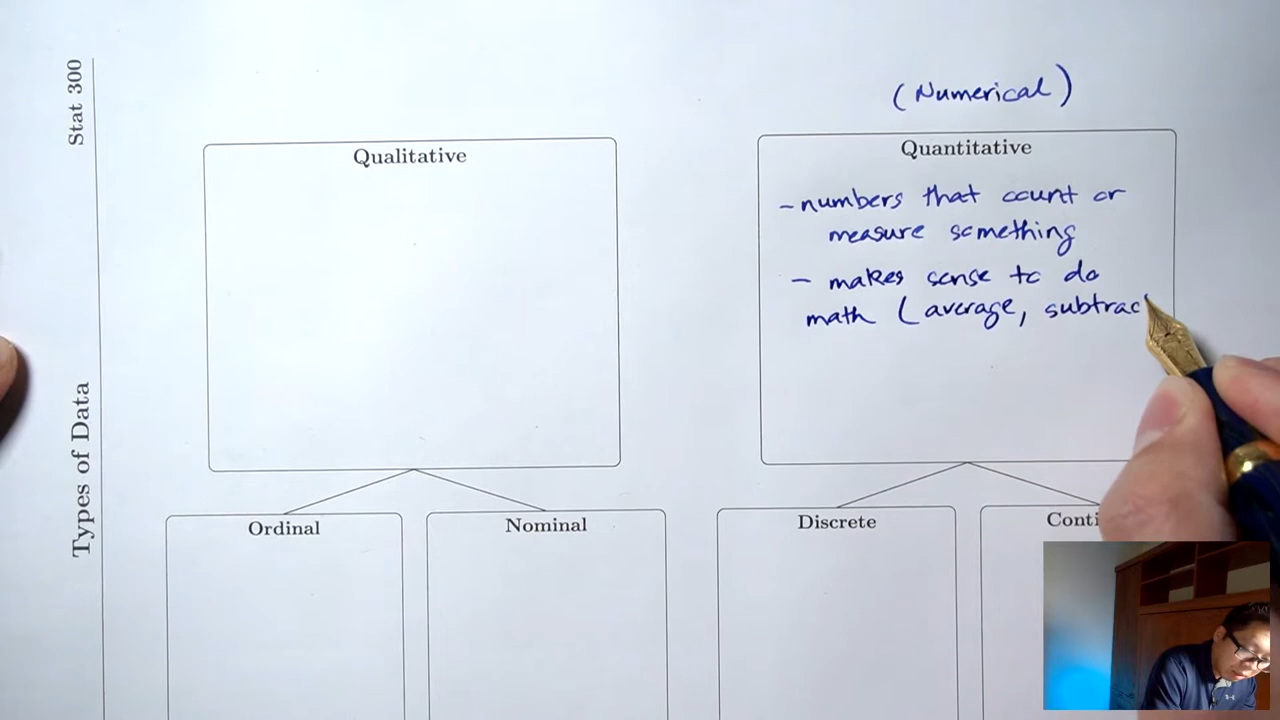 Stat 300
Types of Data
(Numerical)
Qualitative
Quantitative
- numbers that count or
measure something
- makes sense to do
math (average, subtrac
Ordinal
Nominal
Discrete
Conti